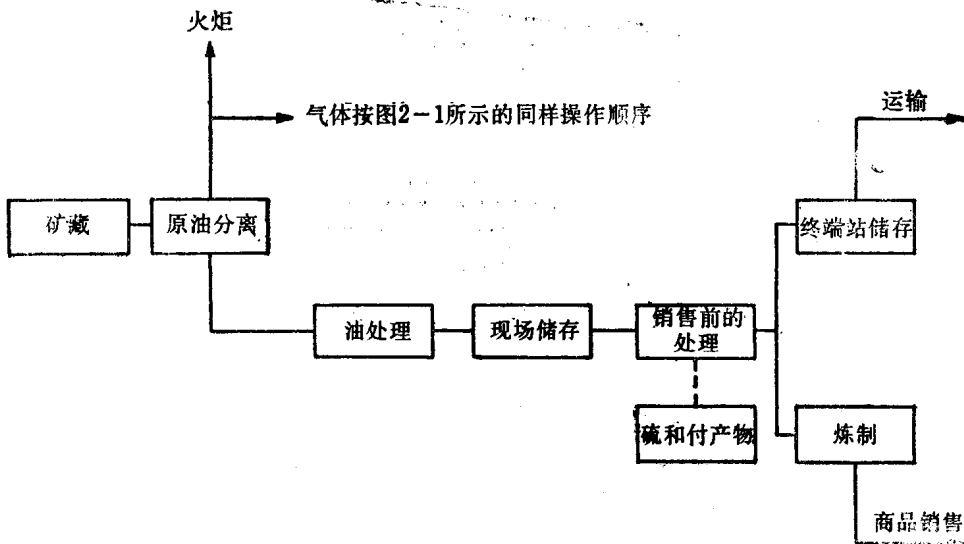 火炬
气体按图2-1所示的同样操作顺序
运输
矿藏
原油分离
终端站储存
油处理
现场储存
销售前的
处理
硫和付产物
炼制
商品销售